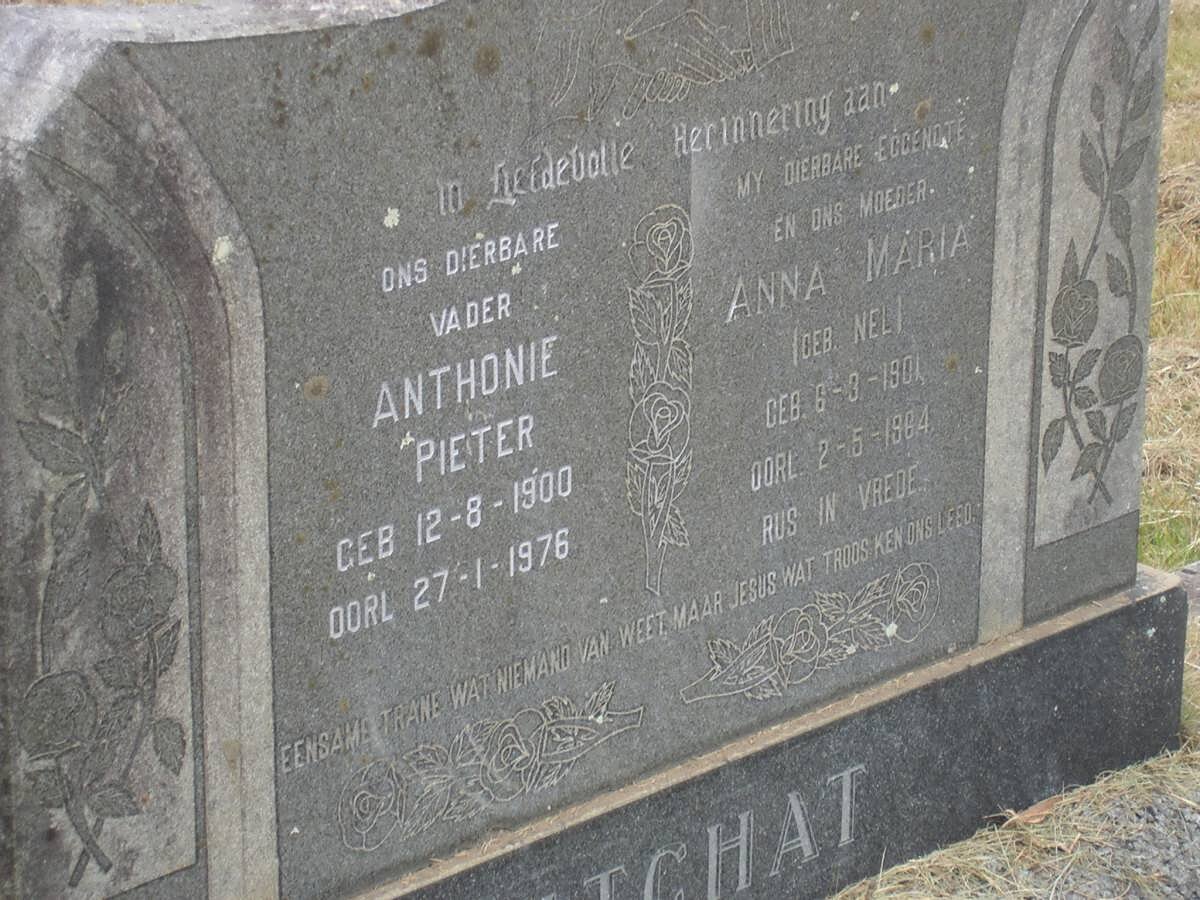 In Liefdevolle Herinnering aan
ONS DIERBARE
VADER
ANTHONIE
PIETER
GEB 12-8-1900
OORL 27-1-1976
MY DIERBARE EGGENOTE
EN ONS MOEDER
ANNA MARIA
(GEB. NEL)
GEB. 6-3-1901
OORL. 2-5-1964
RUS IN VREDE.
EENSAME TRANE WAT NIEMAND VAN WEET, MAAR JESUS WAT TROOS KEN ONS LEED.